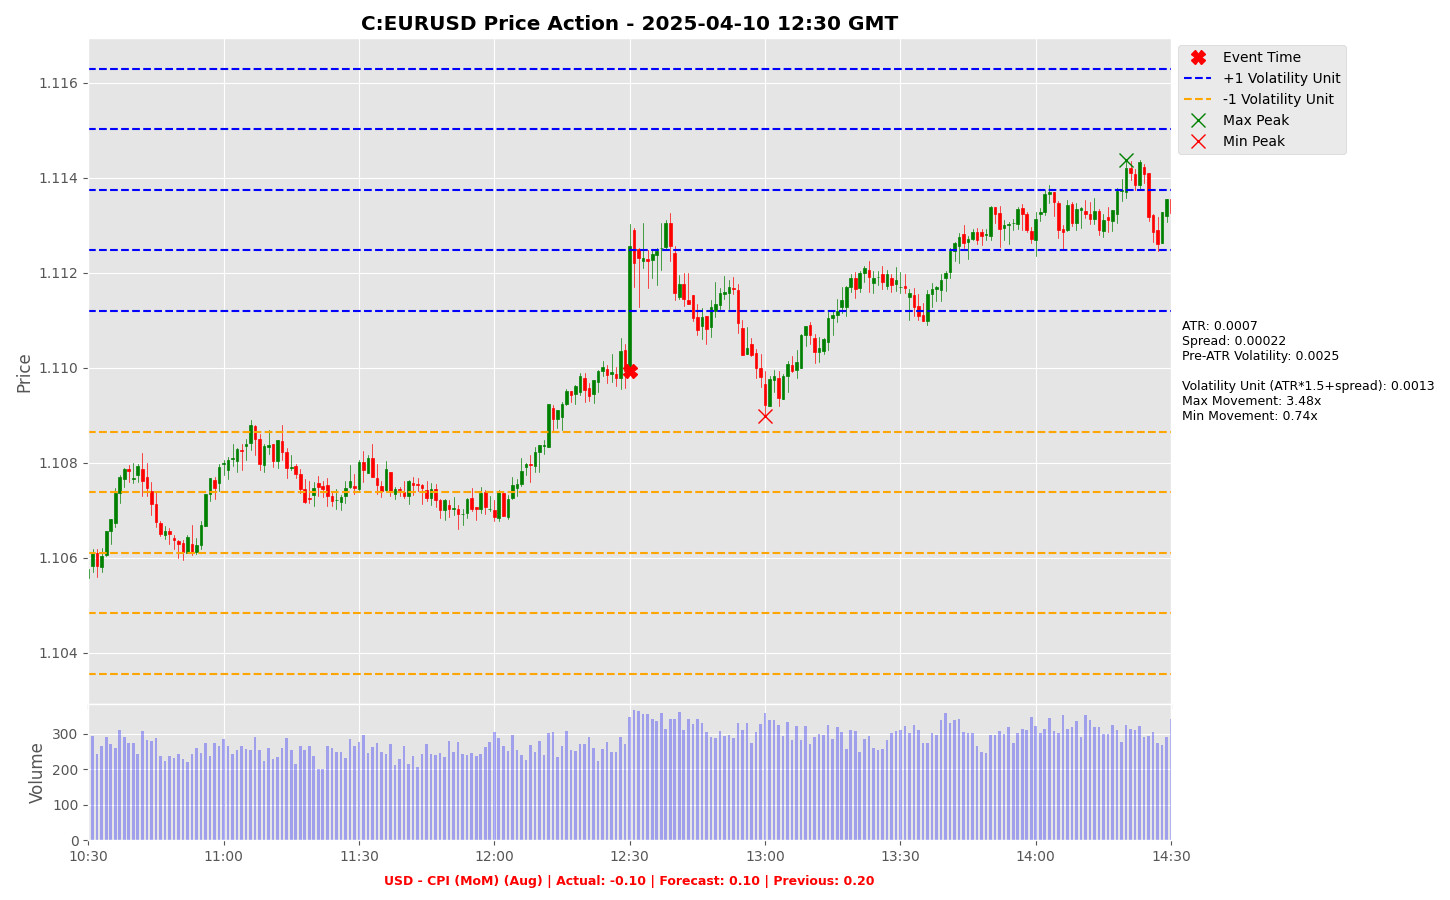 C:EURUSD Price Action - 2025-04-10 12:30 GMT
Event Time
+1 Volatility Unit
-1 Volatility Unit
Max Peak
Min Peak
1.116
1.114
1.112
1.110
1.108
1.106
1.104
Price
ATR: 0.0007
Spread: 0.00022
Pre-ATR Volatility: 0.0025
Volatility Unit (ATR*1.5+spread): 0.0013
Max Movement: 3.48x
Min Movement: 0.74x
300
200
100
0
Volume
10:30 11:00 11:30 12:00 12:30 13:00 13:30 14:00 14:30
USD - CPI (MoM) (Aug) | Actual: -0.10 | Forecast: 0.10 | Previous: 0.20